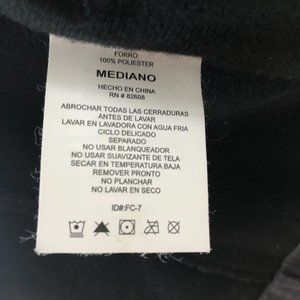 FORRO:
100% POLIESTER
MEDIANO
HECHO EN CHINA
RN # 82608
ABROCHAR TODAS LAS CERRADURAS
ANTES DE LAVAR
LAVAR EN LAVADORA CON AGUA FRIA
CICLO DELICADO
SEPARADO
NO USAR BLANQUEADOR
NO USAR SUAVIZANTE DE TELA
SECAR EN TEMPERATURA BAJA
REMOVER PRONTO
NO PLANCHAR
NO LAVAR EN SECO
ID#:FC-7